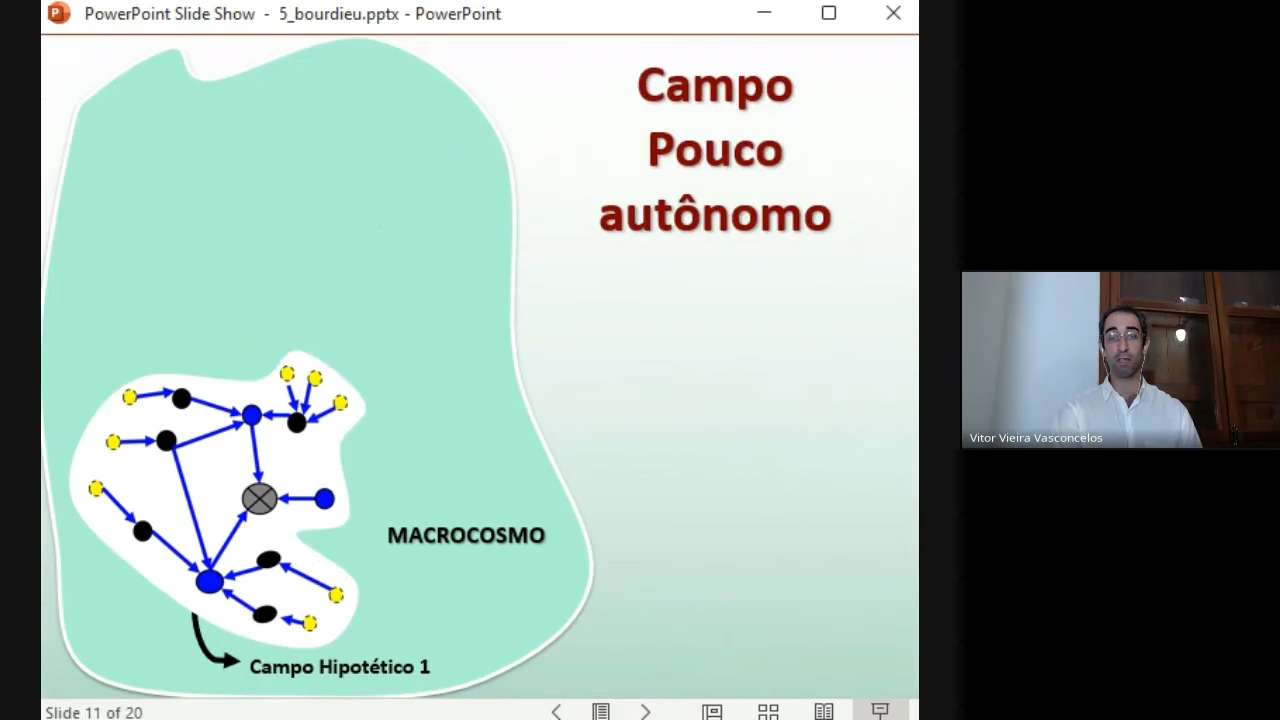 PowerPoint Slide Show - 5_bourdieu.pptx - PowerPoint
Campo
Pouco
autônomo
MACROCOSMO
Campo Hipotético 1
Vitor Vieira Vasconcelos
Slide 11 of 20